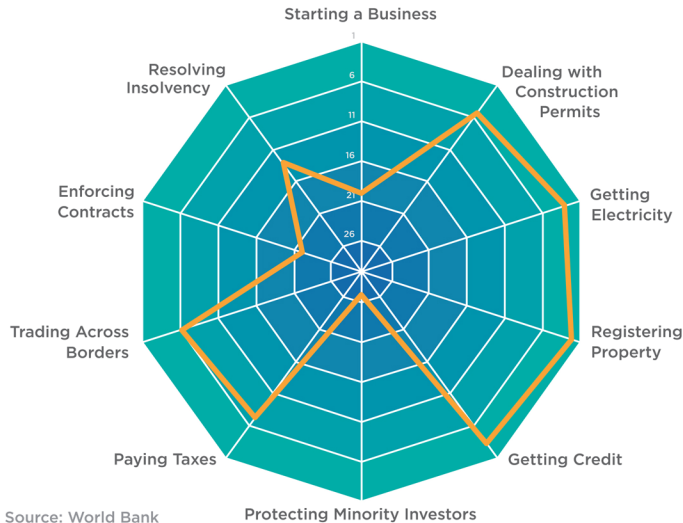 Starting a Business
1
6
11
16
21
26
Dealing with
Construction
Permits
Getting
Electricity
Registering
Property
Getting Credit
Protecting Minority Investors
Paying Taxes
Trading Across
Borders
Enforcing
Contracts
Resolving
Insolvency
Source: World Bank